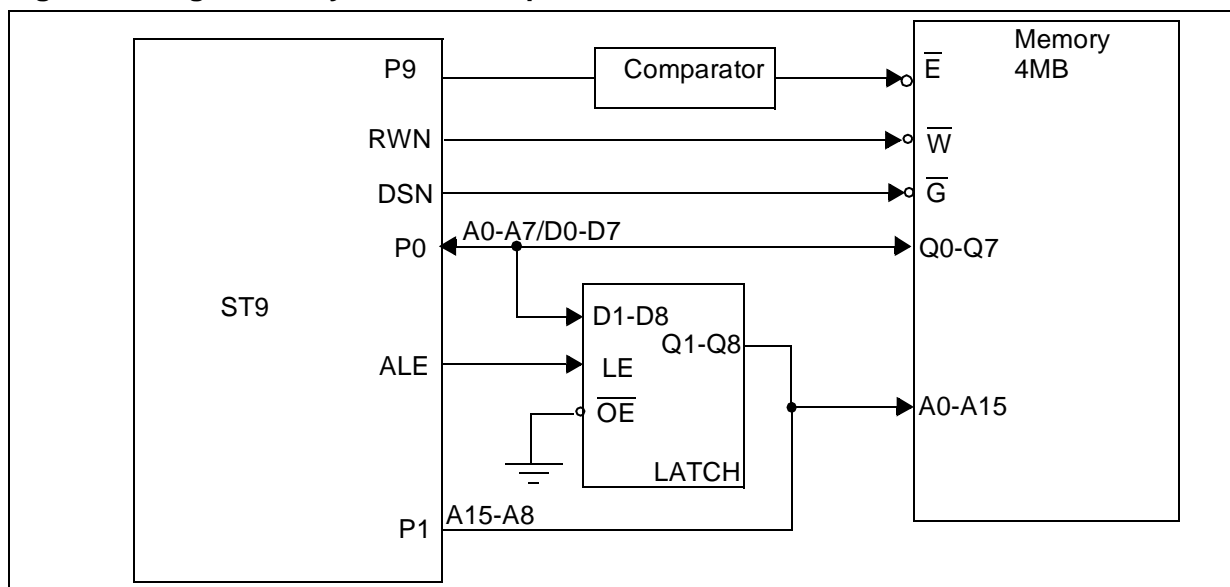 P9
Comparator
Memory
4MB
E
RWN
W
DSN
G
P0
A0-A7/D0-D7
Q0-Q7
ST9
D1-D8
Q1-Q8
ALE
LE
OE
A0-A15
LATCH
P1
A15-A8